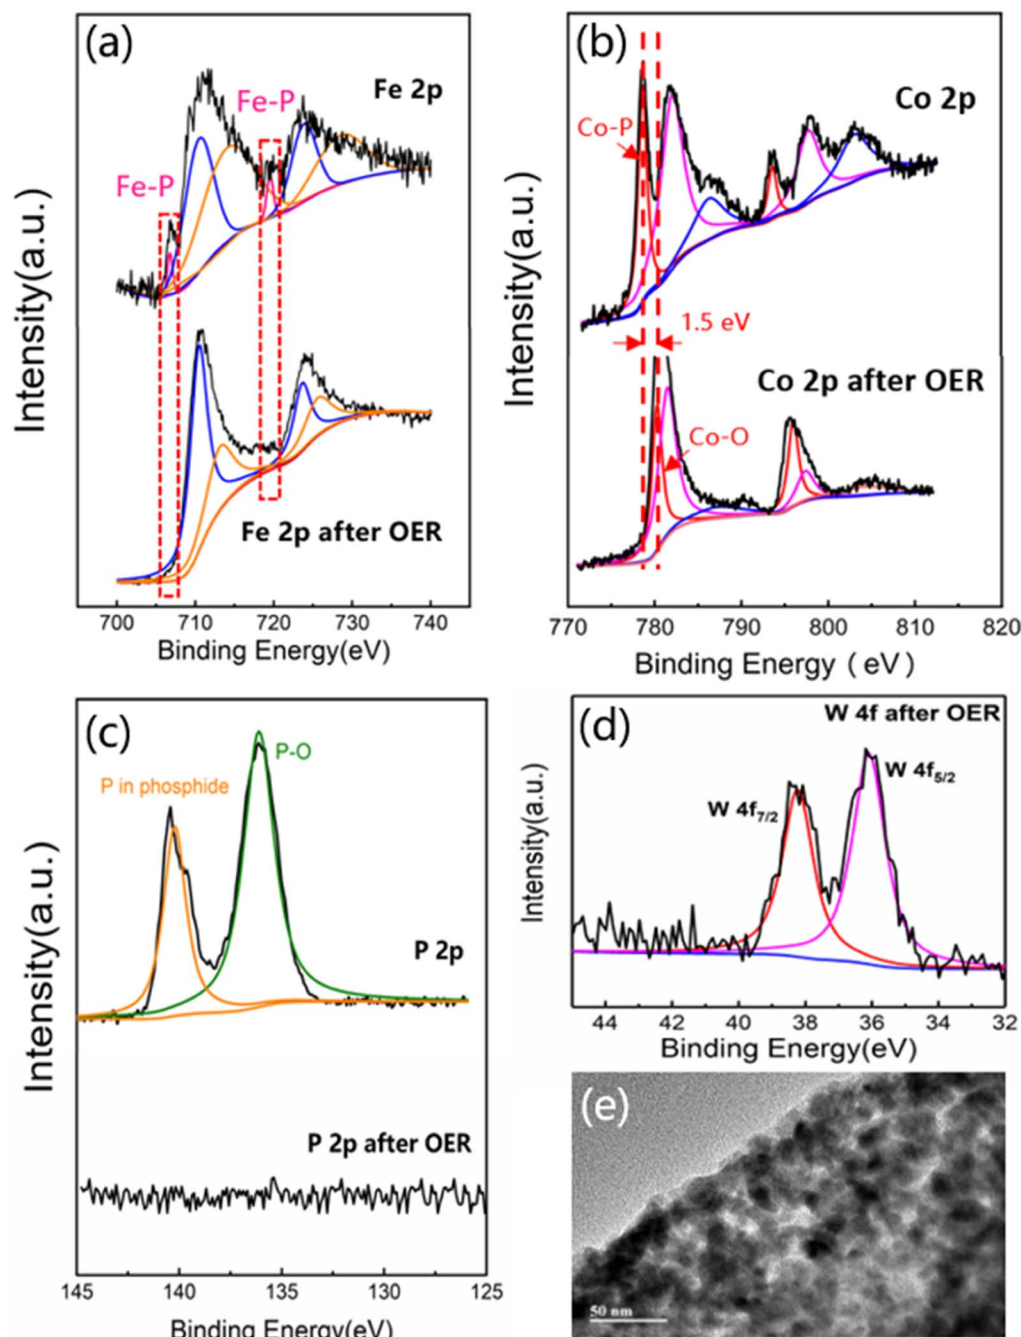 (a)
Fe 2p
Fe-P
Fe-P
Fe 2p after OER
Intensity(a.u.)
700 710 720 730 740
Binding Energy(eV)
(b)
Co 2p
Co-P
1.5 eV
Co 2p after OER
Co-O
Intensity(a.u.)
770 780 790 800 810 820
Binding Energy (eV)
(c)
P-O
P in phosphide
P 2p
P 2p after OER
Intensity(a.u.)
145 140 135 130 125
Binding Energy(eV)
(d)
W 4f after OER
W 4f5/2
W 4f7/2
Intensity(a.u.)
44 42 40 38 36 34 32
Binding Energy(eV)
(e)
50 nm